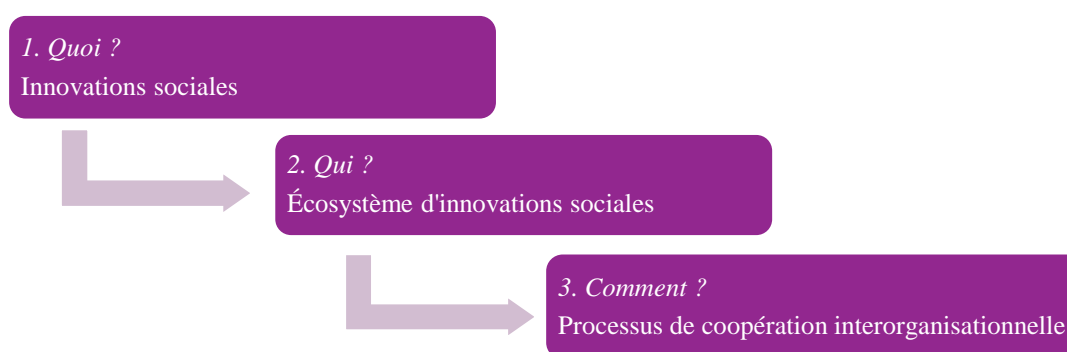 1. Quoi ?
Innovations sociales
2. Qui ?
Écosystème d'innovations sociales
3. Comment ?
Processus de coopération interorganisationnelle